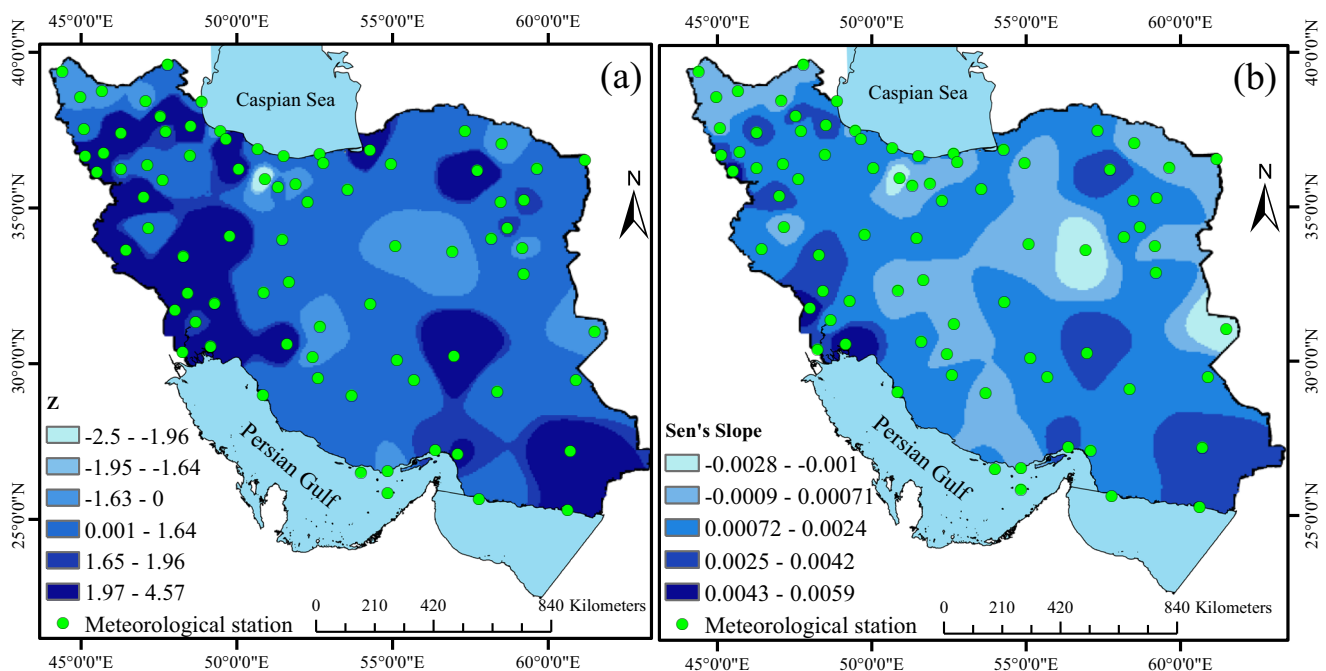 45°0'0"E 50°0'0"E 55°0'0"E 60°0'0"E
40°0'0"N
35°0'0"N
30°0'0"N
25°0'0"N
(a)
Caspian Sea
N
Persian Gulf
Z
-2.5 - -1.96
-1.95 - -1.64
-1.63 - 0
0.001 - 1.64
1.65 - 1.96
1.97 - 4.57
Meteorological station
0 210 420 840 Kilometers
45°0'0"E 50°0'0"E 55°0'0"E 60°0'0"E
45°0'0"E 50°0'0"E 55°0'0"E 60°0'0"E
(b)
Caspian Sea
N
Persian Gulf
Sen's Slope
-0.0028 - -0.001
-0.0009 - 0.00071
0.00072 - 0.0024
0.0025 - 0.0042
0.0043 - 0.0059
Meteorological station
0 210 420 840 Kilometers
40°0'0"N
35°0'0"N
30°0'0"N
25°0'0"N
45°0'0"E 50°0'0"E 55°0'0"E 60°0'0"E